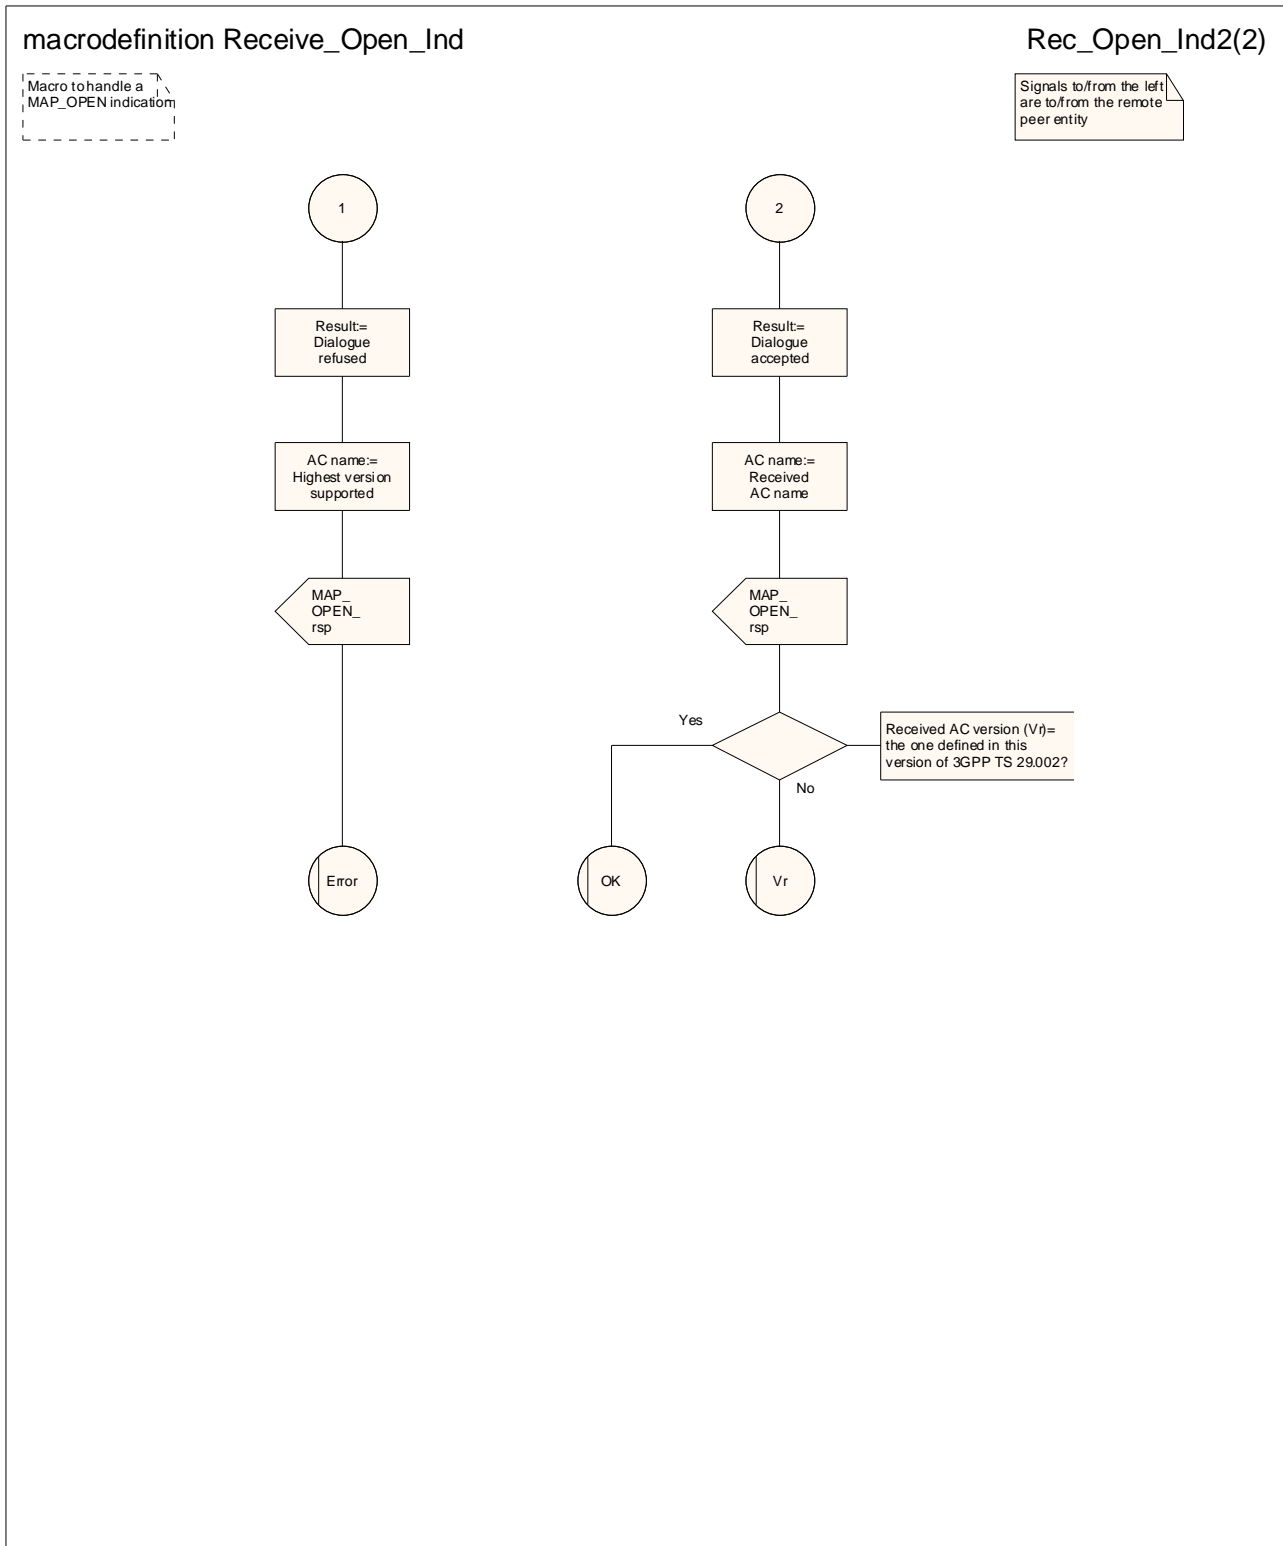 macrodefinition Receive_Open_Ind
Rec_Open_Ind2(2)
Macro to handle a
MAP_OPEN indication
Signals to/from the left
are to/from the remote
peer entity
1
2
Result:=
Dialogue
refused
Result:=
Dialogue
accepted
AC name:=
Highest version
supported
AC name:=
Received
AC name
MAP_
OPEN_
rsp
MAP_
OPEN_
rsp
Yes
Received AC version (Vr)=
the one defined in this
version of 3GPP TS 29.002?
No
Error
OK
Vr